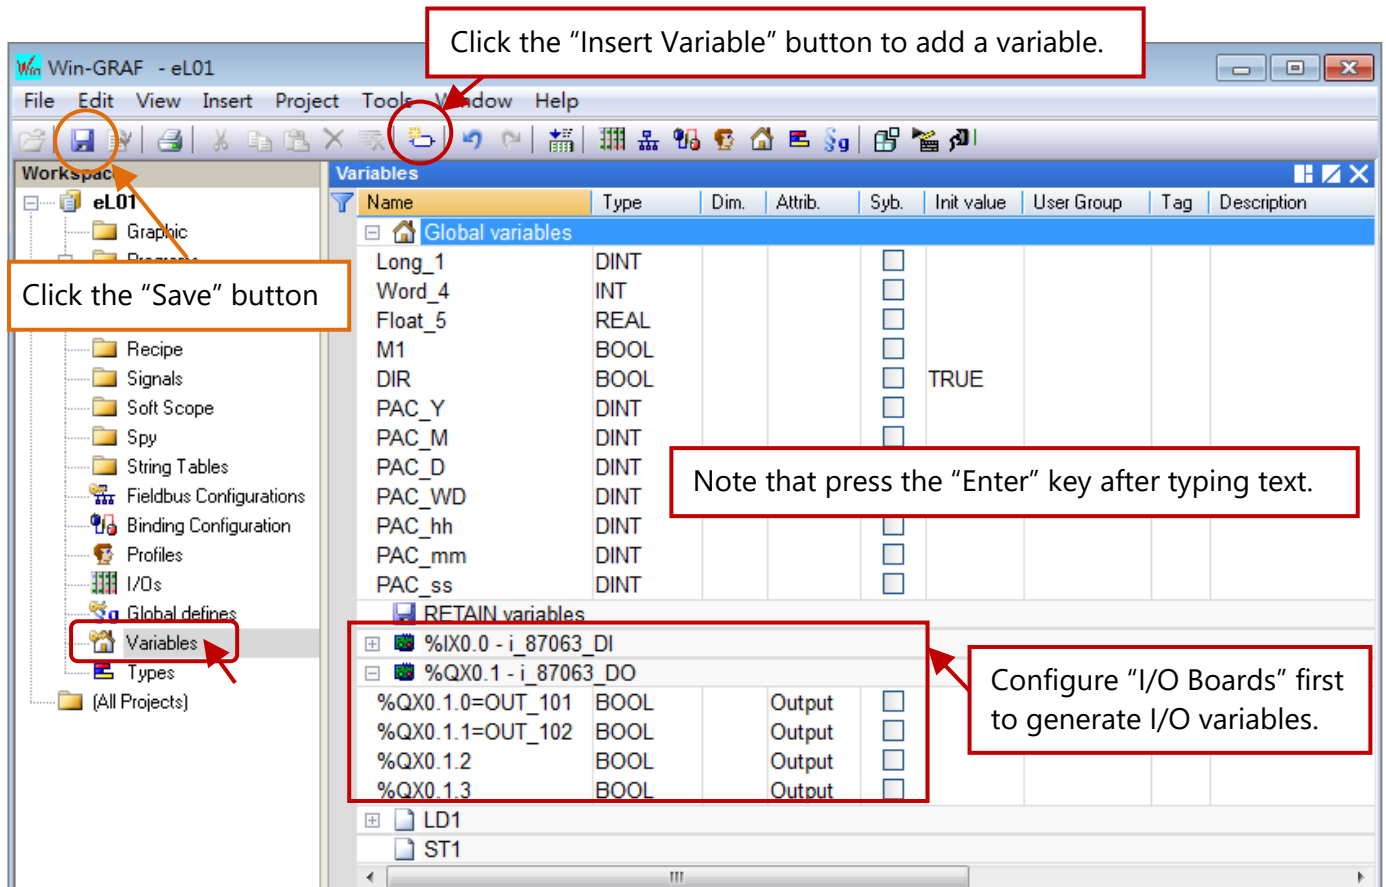 Click the “Insert Variable” button to add a variable.
Win-GRAF - eL01
File Edit View Insert Project Tools Window Help
Workspac
Variables
eL01
Name Type Dim. Attrib. Syb. Init value User Group Tag Description
Graphic
Global variables
Programs
Long_1 DINT
Click the “Save” button
Word_4 INT
Float_5 REAL
Recipe
M1 BOOL
Signals
DIR BOOL TRUE
Soft Scope
PAC_Y DINT
Spy
PAC_M DINT
String Tables
PAC_D DINT
Note that press the “Enter” key after typing text.
Fieldbus Configurations
PAC_WD DINT
Binding Configuration
PAC_hh DINT
Profiles
PAC_mm DINT
I/Os
PAC_ss DINT
Global defines
RETAIN variables
Variables
%IX0.0 - i_87063_DI
Types
%QX0.1 - i_87063_DO
Configure “I/O Boards” first
to generate I/O variables.
(All Projects)
%QX0.1.0=OUT_101 BOOL Output
%QX0.1.1=OUT_102 BOOL Output
%QX0.1.2 BOOL Output
%QX0.1.3 BOOL Output
LD1
ST1